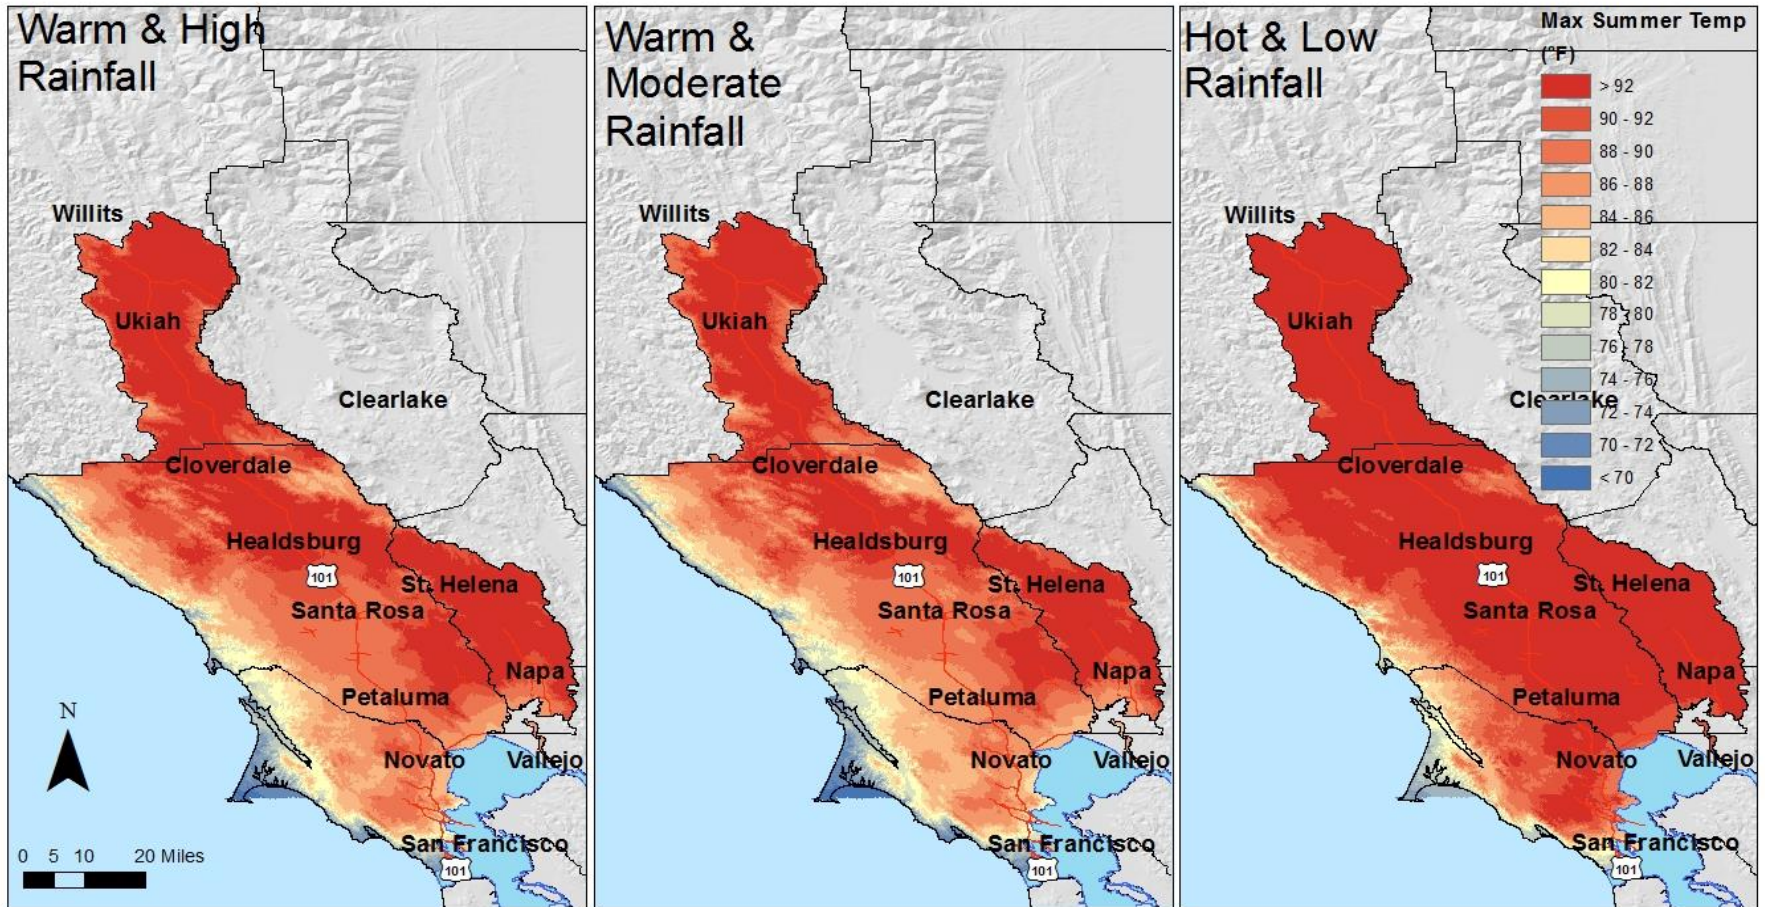 Warm & High
Rainfall
Willits
Ukiah
Clearlake
Cloverdale
Healdsburg
101
St. Helena
Santa Rosa
Napa
Petaluma
N
Novato
Vallejo
San Francisco
0 5 10 20 Miles
101
Warm &
Moderate
Rainfall
Willits
Ukiah
Clearlake
Cloverdale
Healdsburg
101
St. Helena
Santa Rosa
Napa
Petaluma
Novato
Vallejo
San Francisco
101
Hot & Low
Rainfall
Willits
Ukiah
Clearlake
Cloverdale
Healdsburg
101
St. Helena
Santa Rosa
Napa
Petaluma
Novato
Vallejo
San Francisco
101
Max Summer Temp
(°F)
> 92
90 - 92
88 - 90
86 - 88
84 - 86
82 - 84
80 - 82
78 - 80
76 - 78
74 - 76
72 - 74
70 - 72
< 70